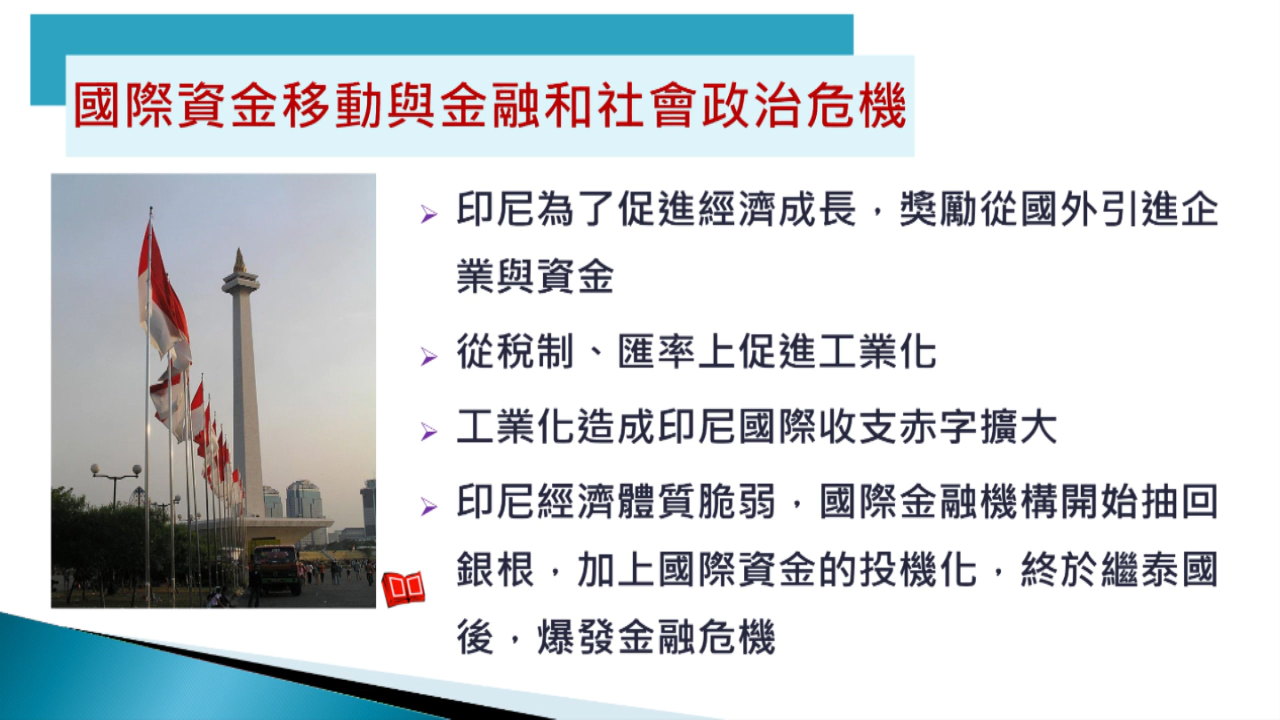 國際資金移動與金融和社會政治危機
印尼為了促進經濟成長，獎勵從國外引進企
業與資金
從稅制、匯率上促進工業化
工業化造成印尼國際收支赤字擴大
印尼經濟體質脆弱，國際金融機構開始抽回
銀根，加上國際資金的投機化，終於繼泰國
後，爆發金融危機